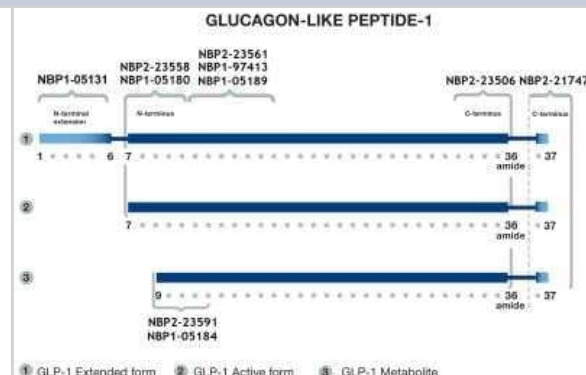 GLUCAGON-LIKE PEPTIDE-1
NBP1-05131
NBP2-23558
NBP1-05180
NBP2-23561
NBP1-97413
NBP1-05189
NBP2-23506
NBP2-21747
N-terminal
extension
N-terminus
C-terminus
C-terminus
1
1
6
7
36
amide
37
2
7
36
amide
37
3
9
36
amide
37
NBP2-23591
NBP1-05184
1 GLP-1 Extended form 2 GLP-1 Active form 3 GLP-1 Metabolite